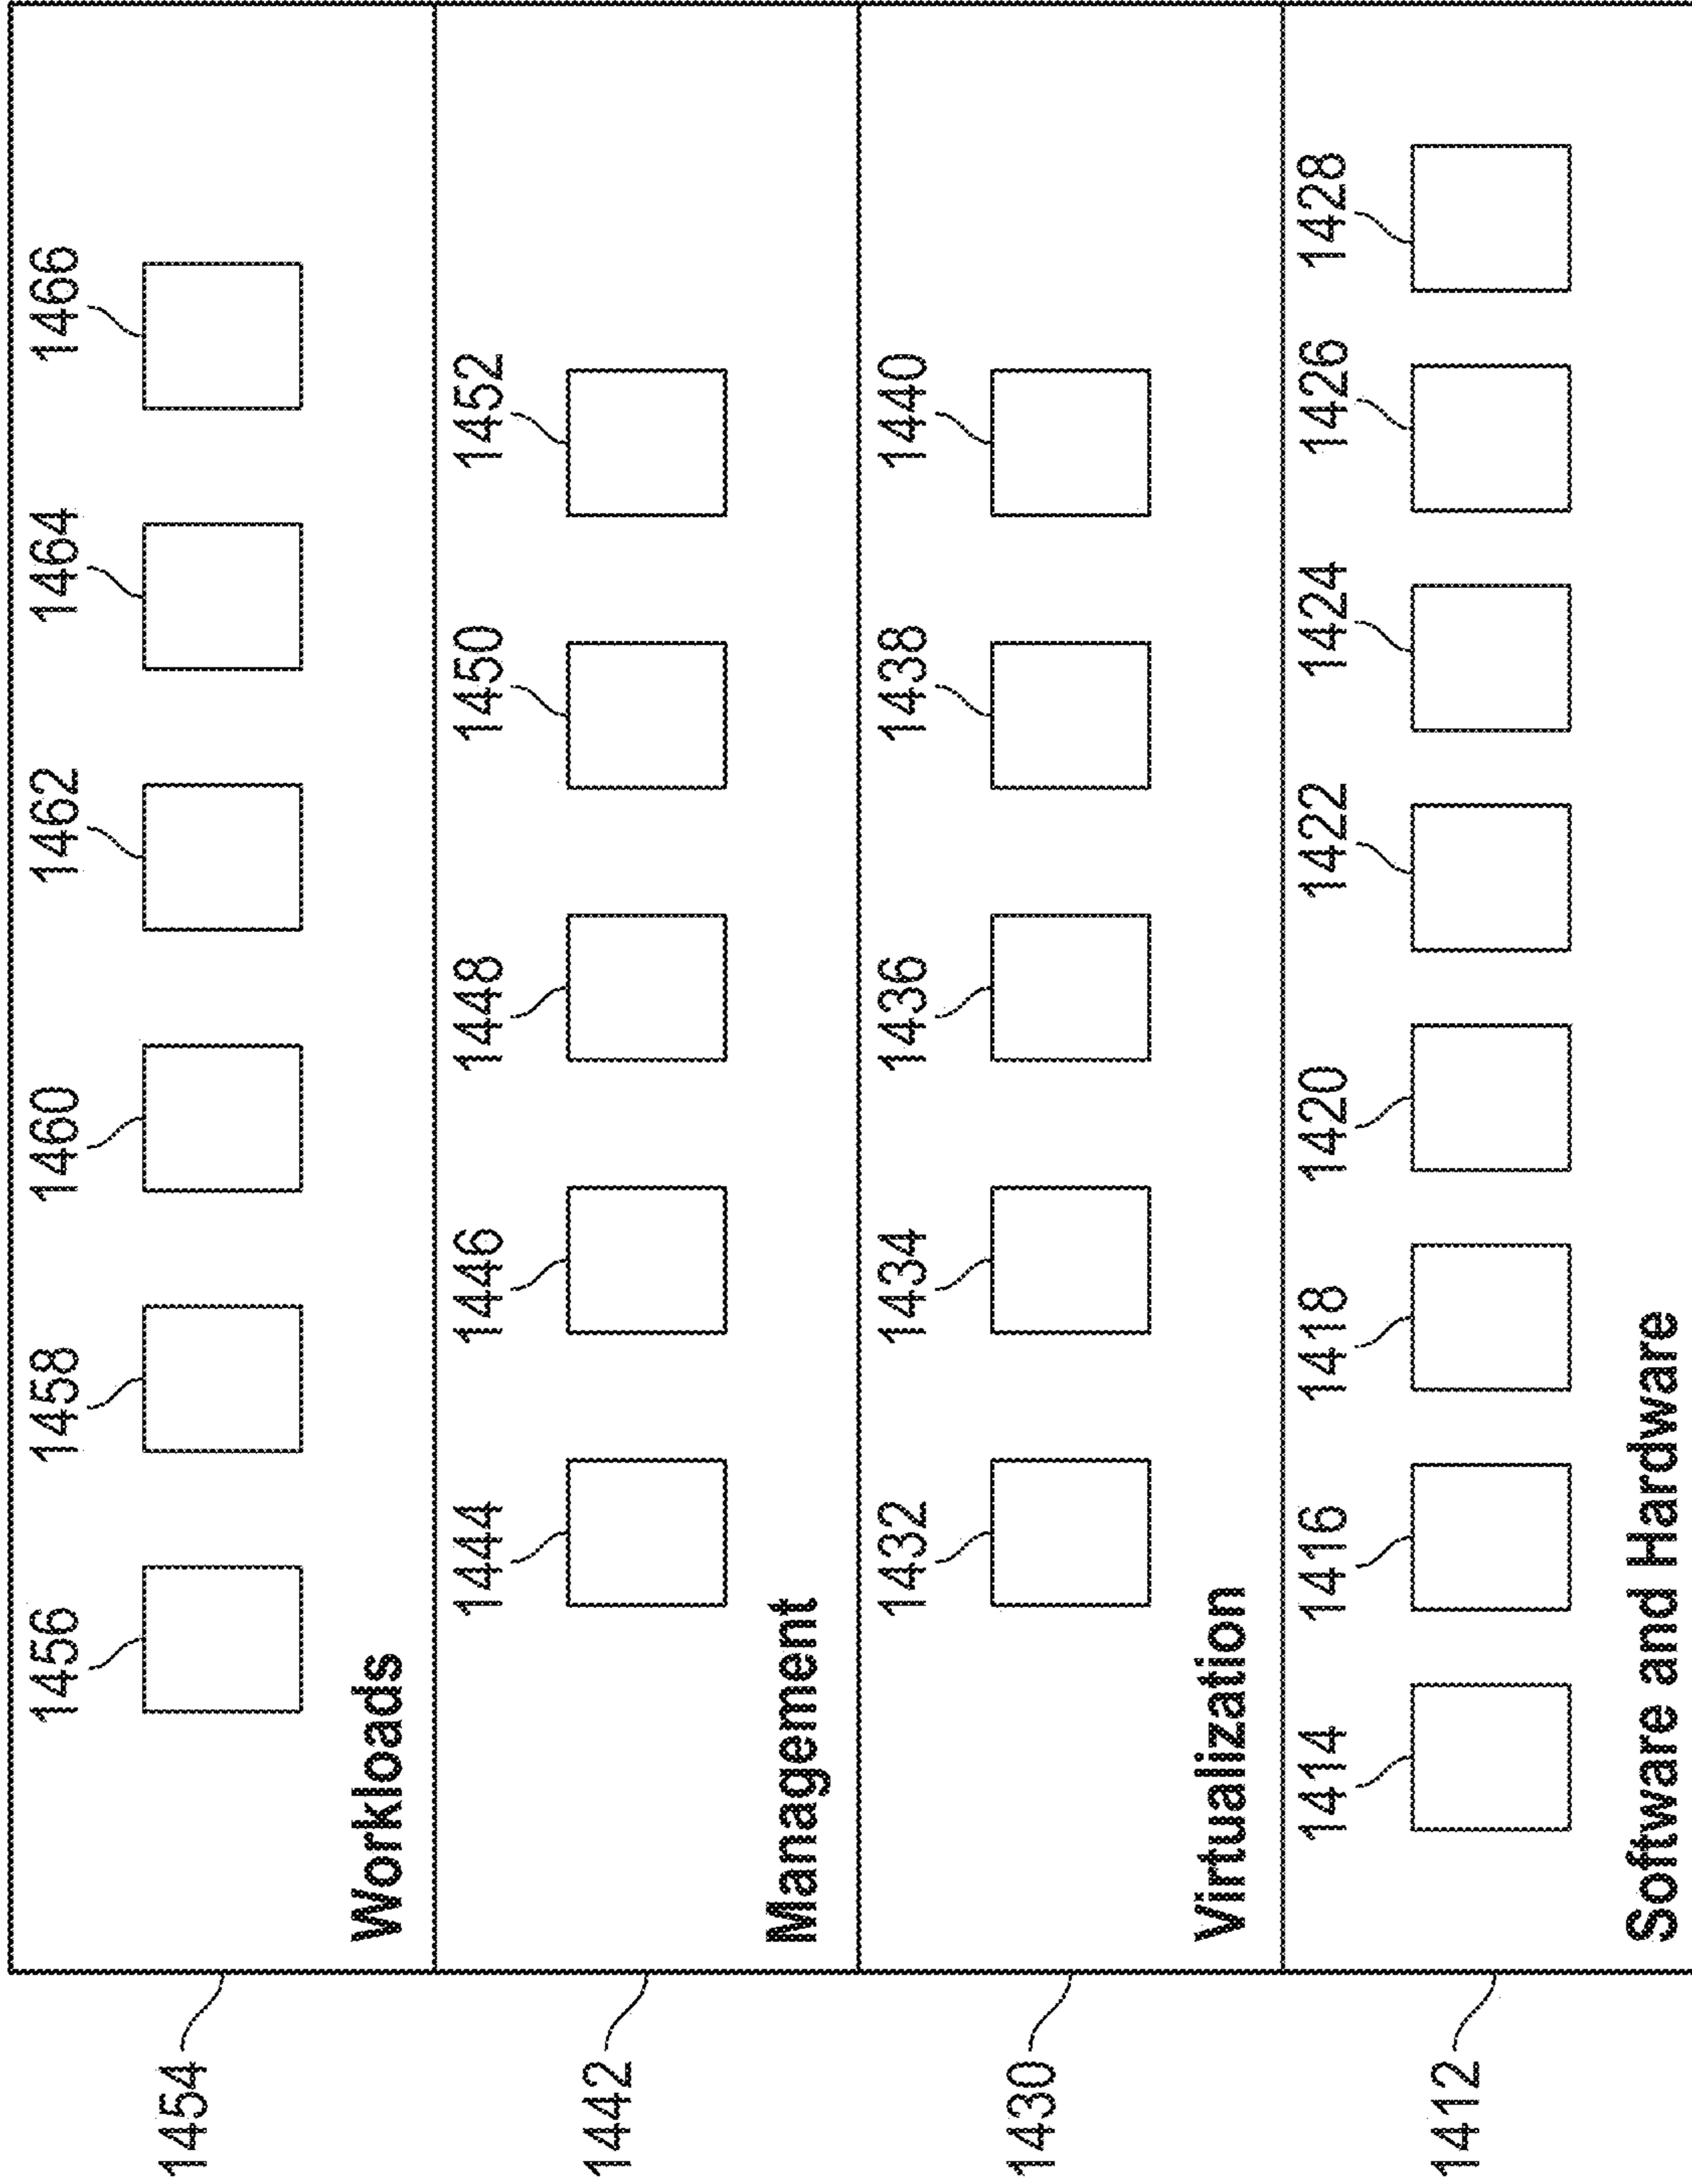 1456 1458 1460 1462 1464 1466
1454
Workloads
1444 1446 1448 1450 1452
1442
Management
1432 1434 1436 1438 1440
1430
Virtualization
1414 1416 1418 1420 1422 1424 1426 1428
1412
Software and Hardware